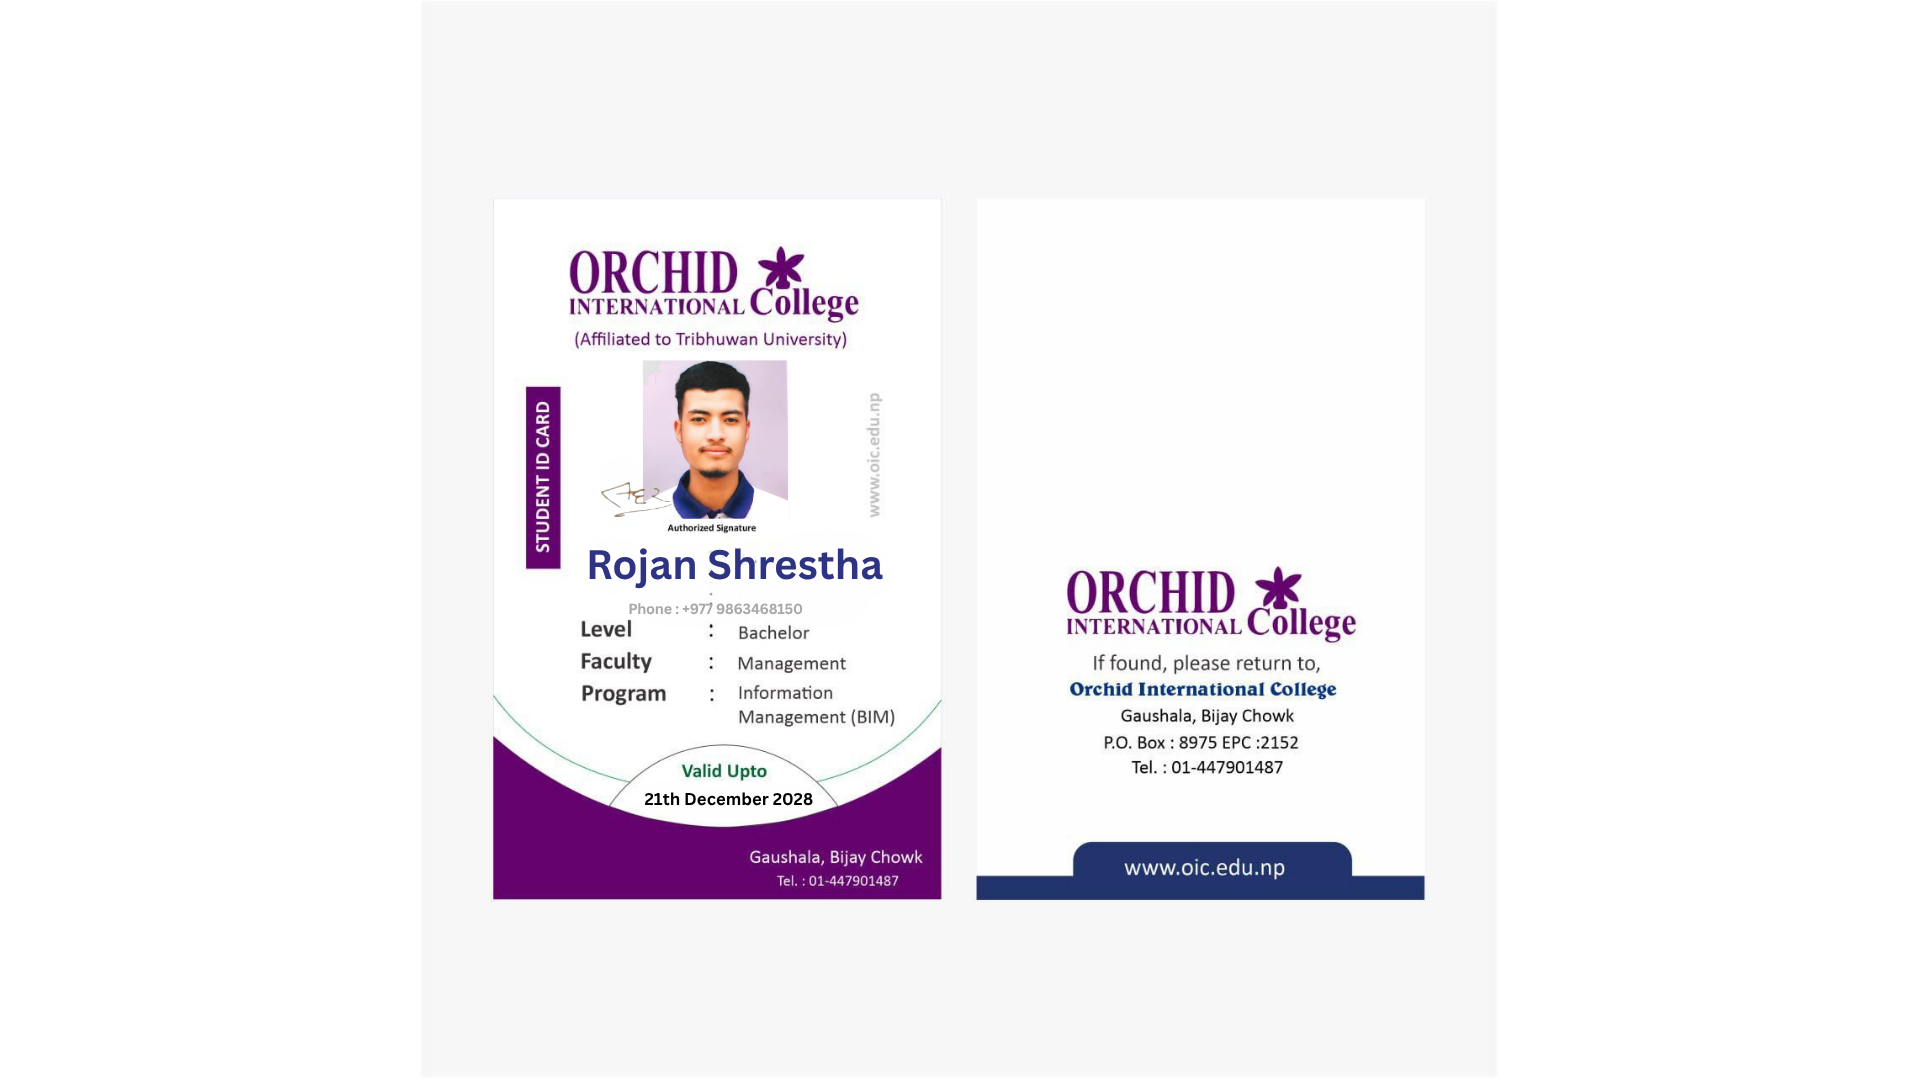 ORCHID
INTERNATIONAL College
(Affiliated to Tribhuwan University)
STUDENT ID CARD
www.oic.edu.np
Authorized Signature
Rojan Shrestha
:
Phone : +977 9863468150
Level : Bachelor
Faculty : Management
Program : Information
Management (BIM)
Valid Upto
21th December 2028
Gaushala, Bijay Chowk
Tel. : 01-447901487
ORCHID
INTERNATIONAL College
If found, please return to,
Orchid International College
Gaushala, Bijay Chowk
P.O. Box : 8975 EPC :2152
Tel. : 01-447901487
www.oic.edu.np